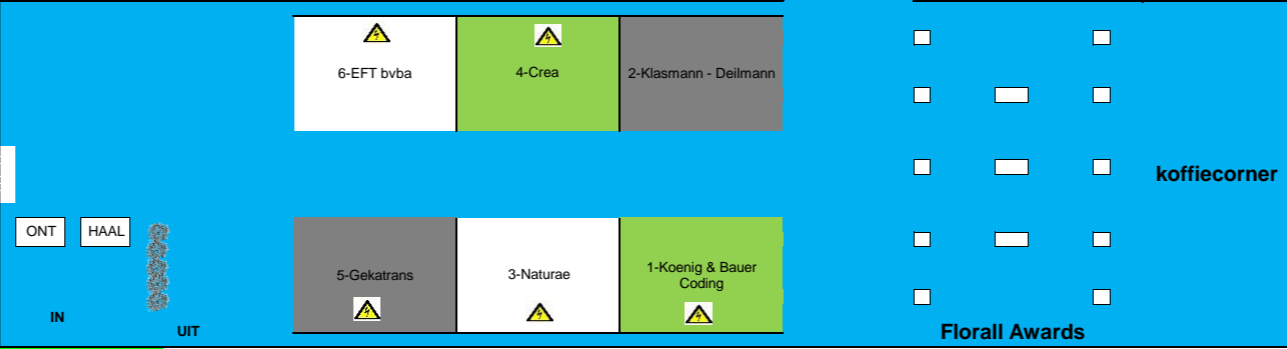 6-EFT bvba
4-Crea
2-Klasmann - Deilmann
koffiecorner
ONT
HAAL
5-Gekatrans
3-Naturae
1-Koenig & Bauer
Coding
IN
UIT
Florall Awards